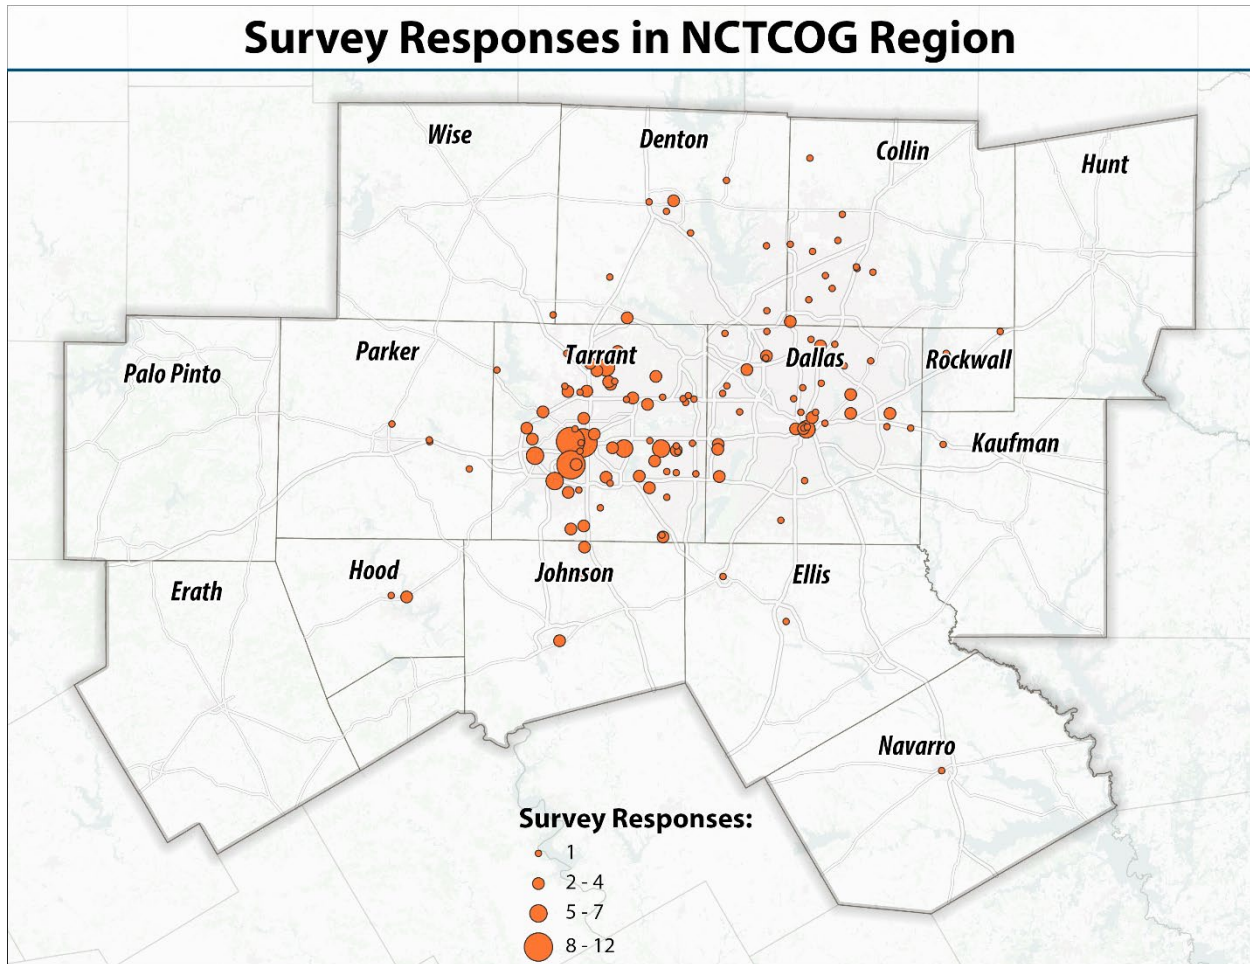 Survey Responses in NCTCOG Region
Wise
Denton
Collin
Hunt
Palo Pinto
Parker
Tarrant
Dallas
Rockwall
Kaufman
Erath
Hood
Johnson
Ellis
Navarro
Survey Responses:
1
2 - 4
5 - 7
8 - 12